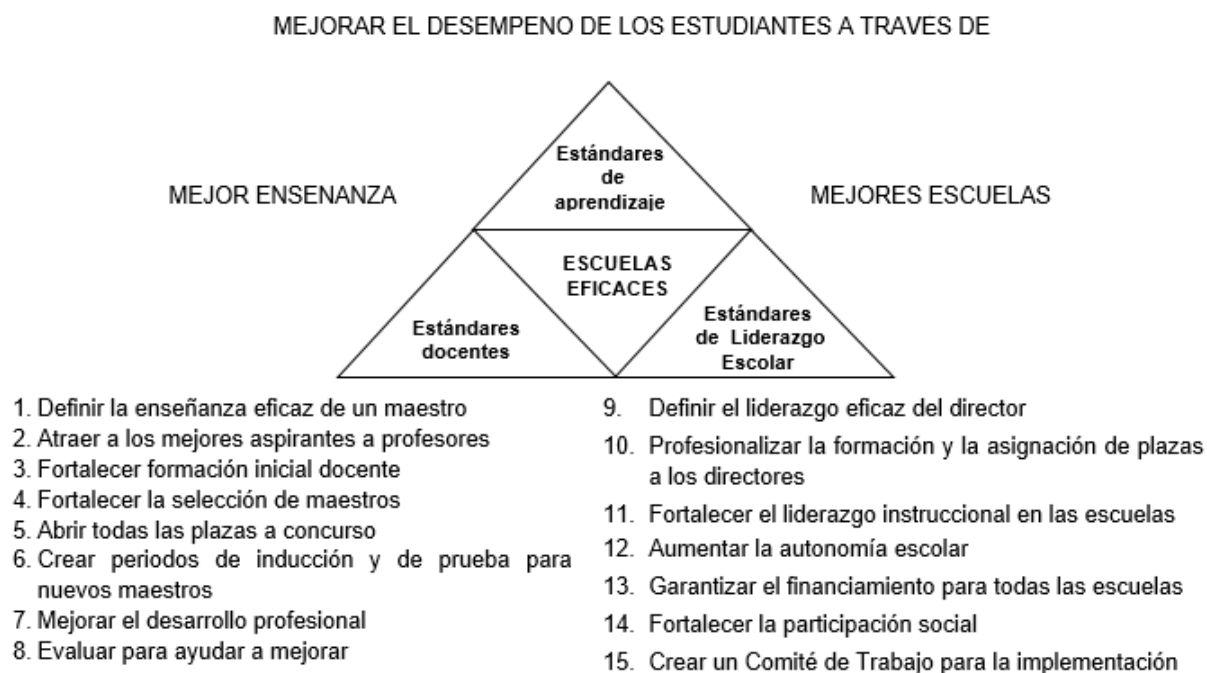 MEJORAR EL DESEMPENO DE LOS ESTUDIANTES A TRAVES DE
Estándares
de
aprendizaje
MEJOR ENSENANZA
MEJORES ESCUELAS
ESCUELAS
EFICACES
Estándares
docentes
Estándares
de Liderazgo
Escolar
1. Definir la enseñanza eficaz de un maestro
2. Atraer a los mejores aspirantes a profesores
3. Fortalecer formación inicial docente
4. Fortalecer la selección de maestros
5. Abrir todas las plazas a concurso
6. Crear periodos de inducción y de prueba para
nuevos maestros
7. Mejorar el desarrollo profesional
8. Evaluar para ayudar a mejorar
9. Definir el liderazgo eficaz del director
10. Profesionalizar la formación y la asignación de plazas
a los directores
11. Fortalecer el liderazgo instruccional en las escuelas
12. Aumentar la autonomía escolar
13. Garantizar el financiamiento para todas las escuelas
14. Fortalecer la participación social
15. Crear un Comité de Trabajo para la implementación